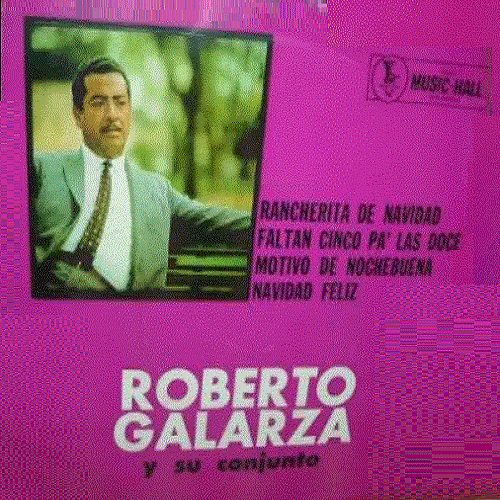 MUSIC-HALL
RANCHERITA DE NAVIDAD
FALTAN CINCO PA' LAS DOCE
MOTIVO DE NOCHEBUENA
NAVIDAD FELIZ
ROBERTO
GALARZA
y su conjunto